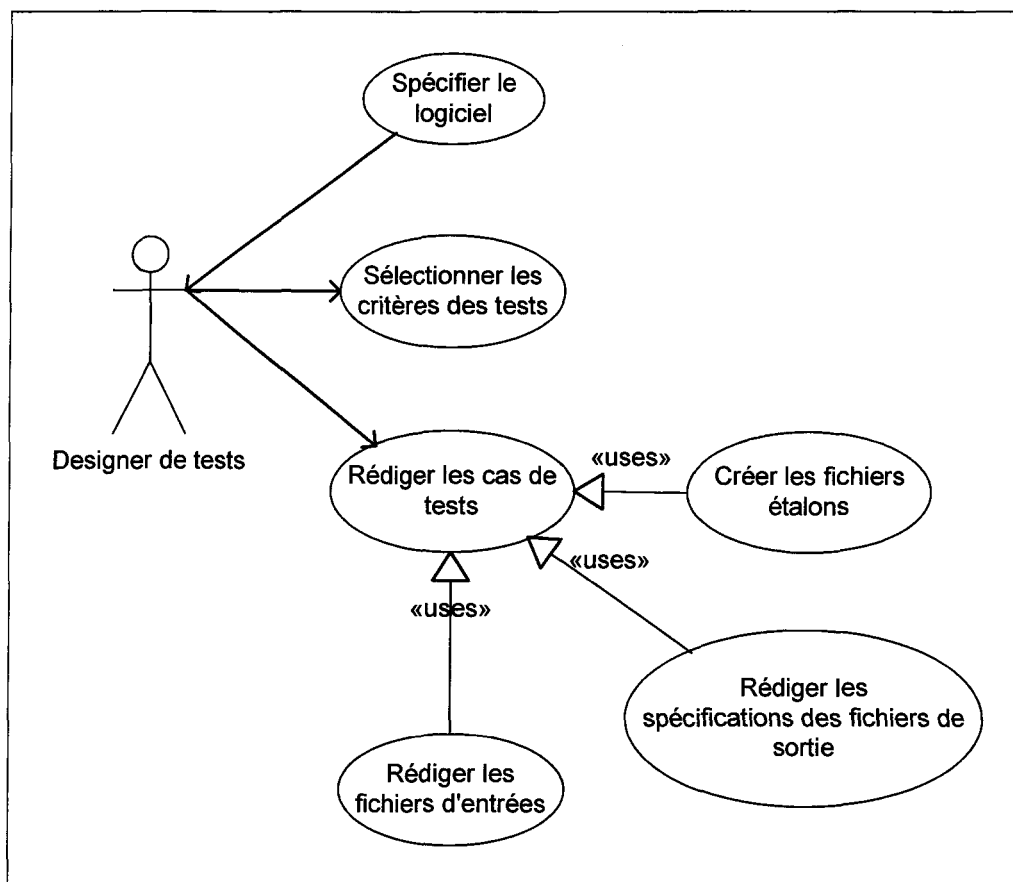 Spécifier le
logiciel
Sélectionner les
critères des tests
Designer de tests
Rédiger les cas de
tests
«uses»
Créer les fichiers
étalons
«uses»
«uses»
Rédiger les
spécifications des fichiers de
sortie
Rédiger les
fichiers d'entrées